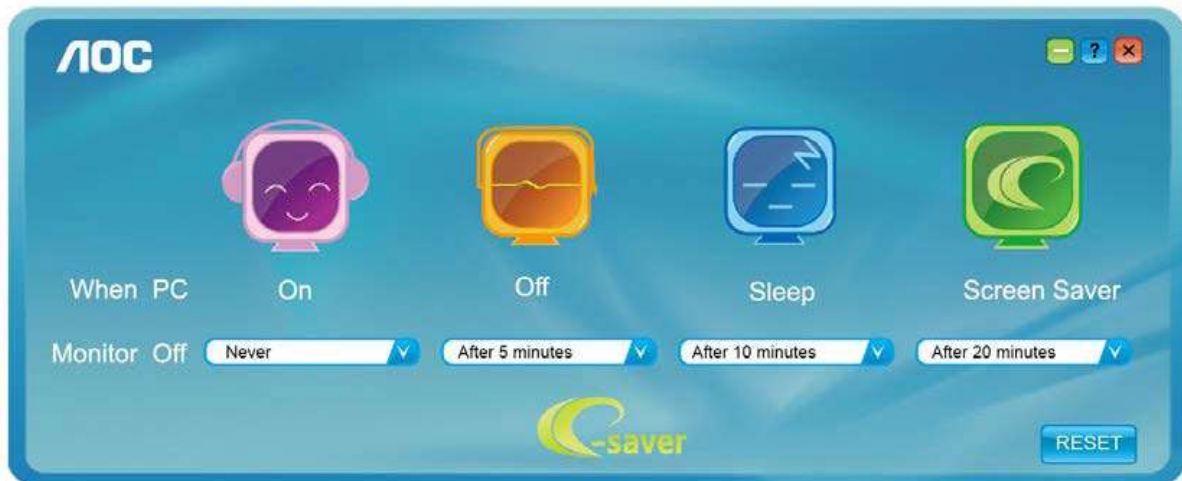 AOC
?
When PC On Off Sleep Screen Saver
Monitor Off Never After 5 minutes After 10 minutes After 20 minutes
e-saver
RESET